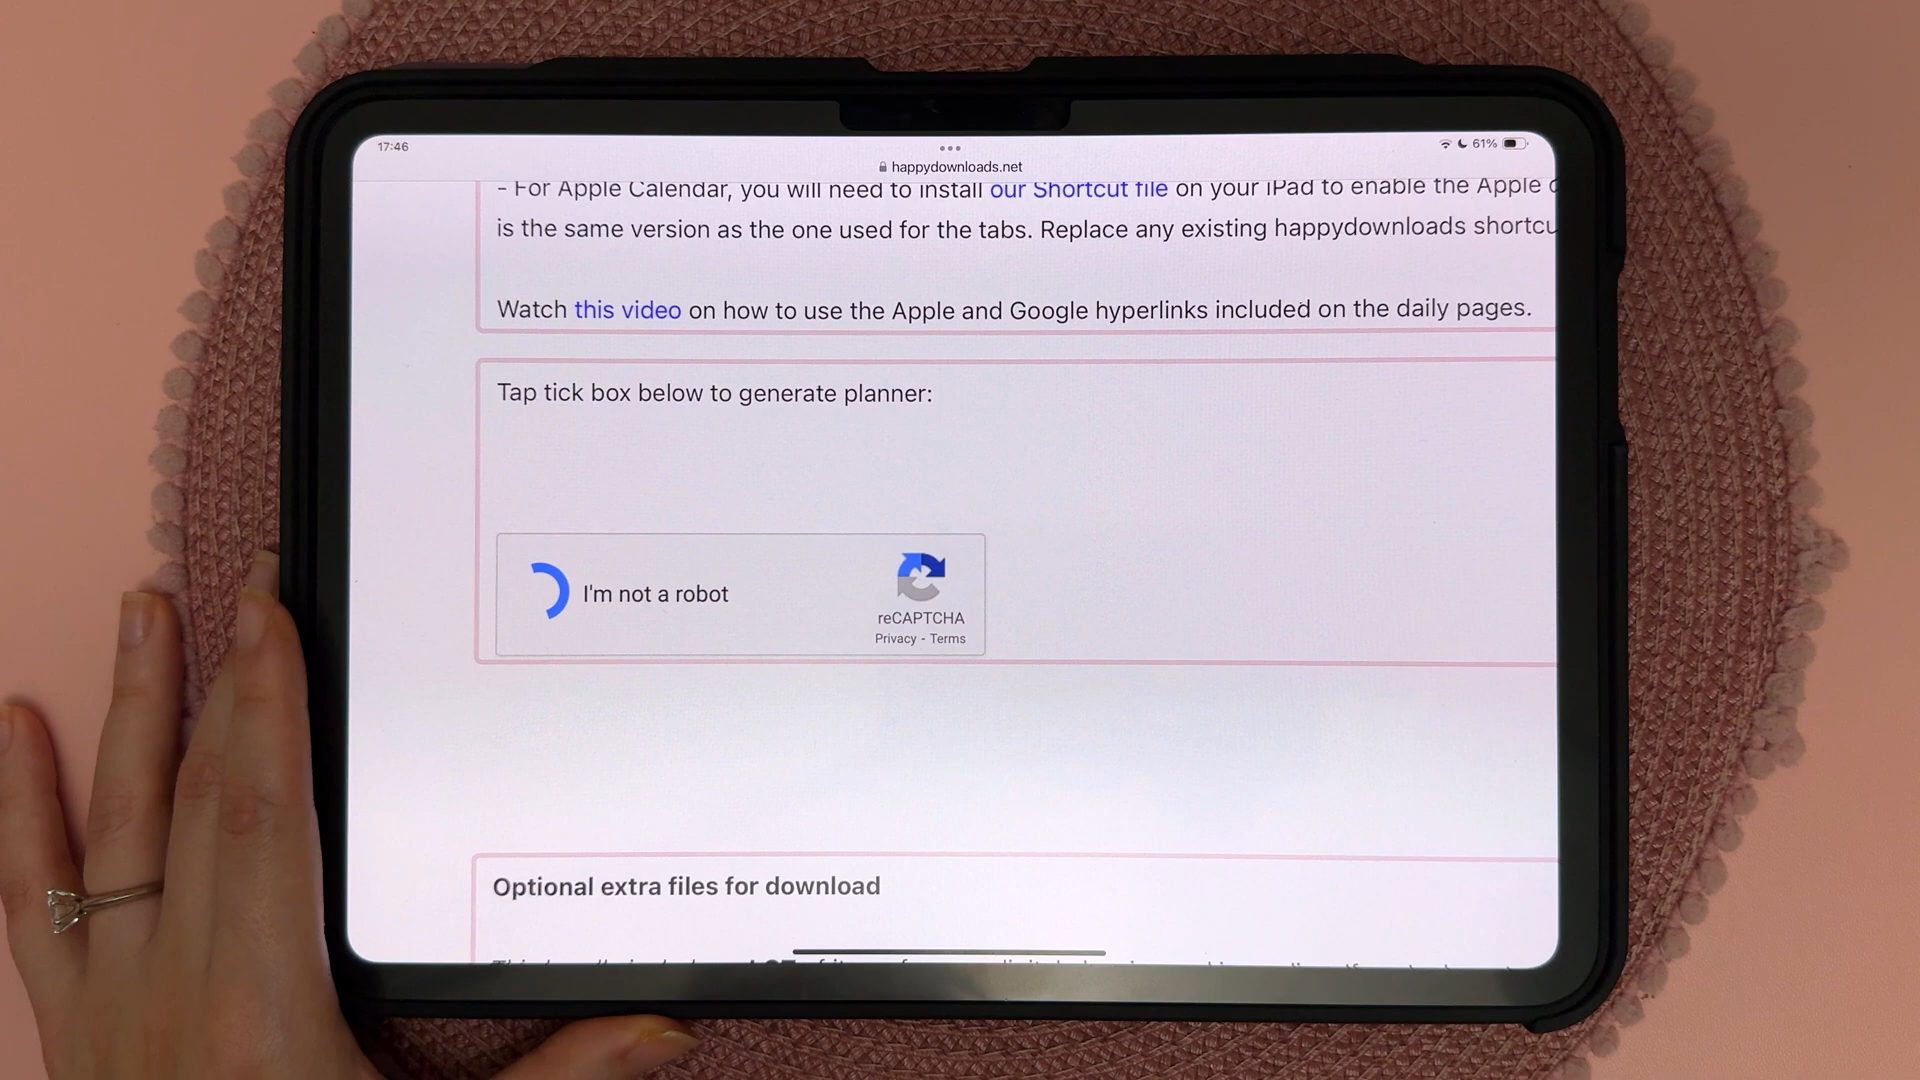 17:46
61%
happydownloads.net
- For Apple Calendar, you will need to install our Shortcut file on your iPad to enable the Apple
is the same version as the one used for the tabs. Replace any existing happydownloads shortcu
Watch this video on how to use the Apple and Google hyperlinks included on the daily pages.
Tap tick box below to generate planner:
I'm not a robot
reCAPTCHA
Privacy - Terms
Optional extra files for download